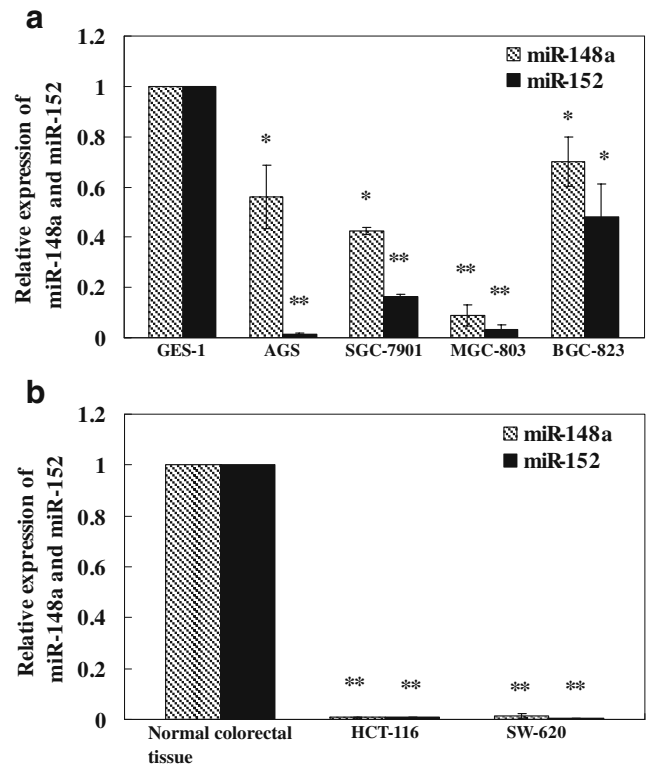 a
Relative expression of
miR-148a and miR-152
1.2
1
0.8
0.6
0.4
0.2
0
miR-148a
miR-152
*
**
*
**
**
**
*
*
GES-1 AGS SGC-7901 MGC-803 BGC-823
b
Relative expression of
miR-148a and miR-152
1.2
1
0.8
0.6
0.4
0.2
0
miR-148a
miR-152
** ** ** **
Normal colorectal HCT-116 SW-620
tissue